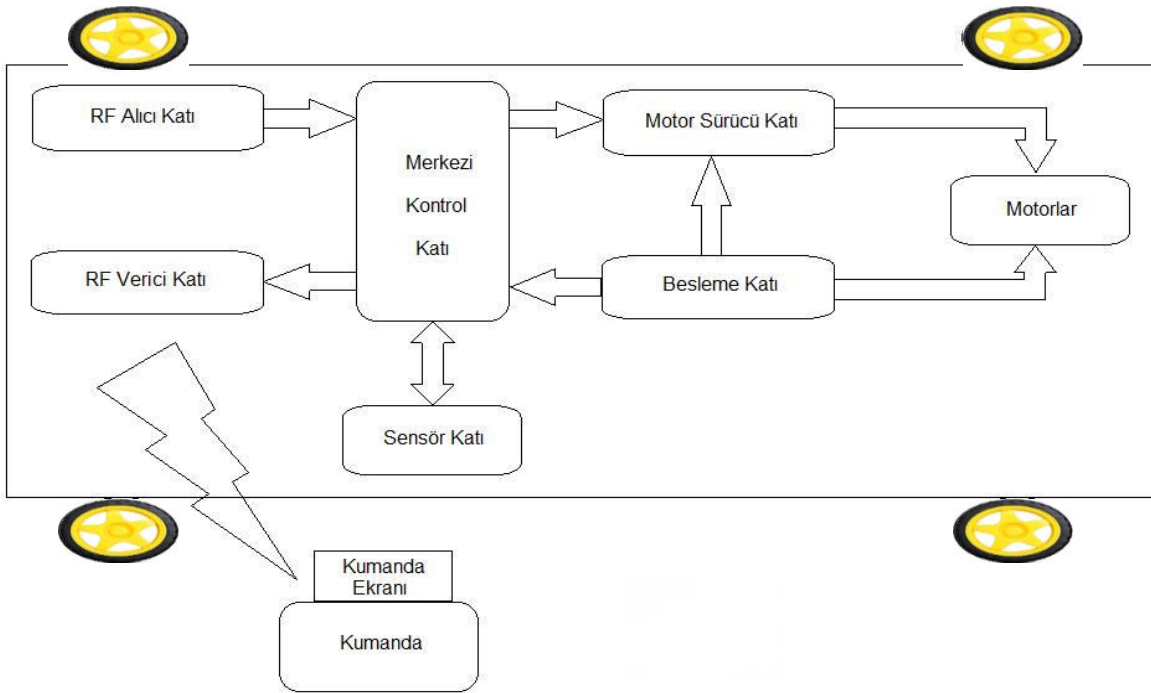 RF Alıcı Katı
Motor Sürücü Katı
Merkezi
Kontrol
Katı
Motorlar
RF Verici Katı
Besleme Katı
Sensör Katı
Kumanda
Ekranı
Kumanda